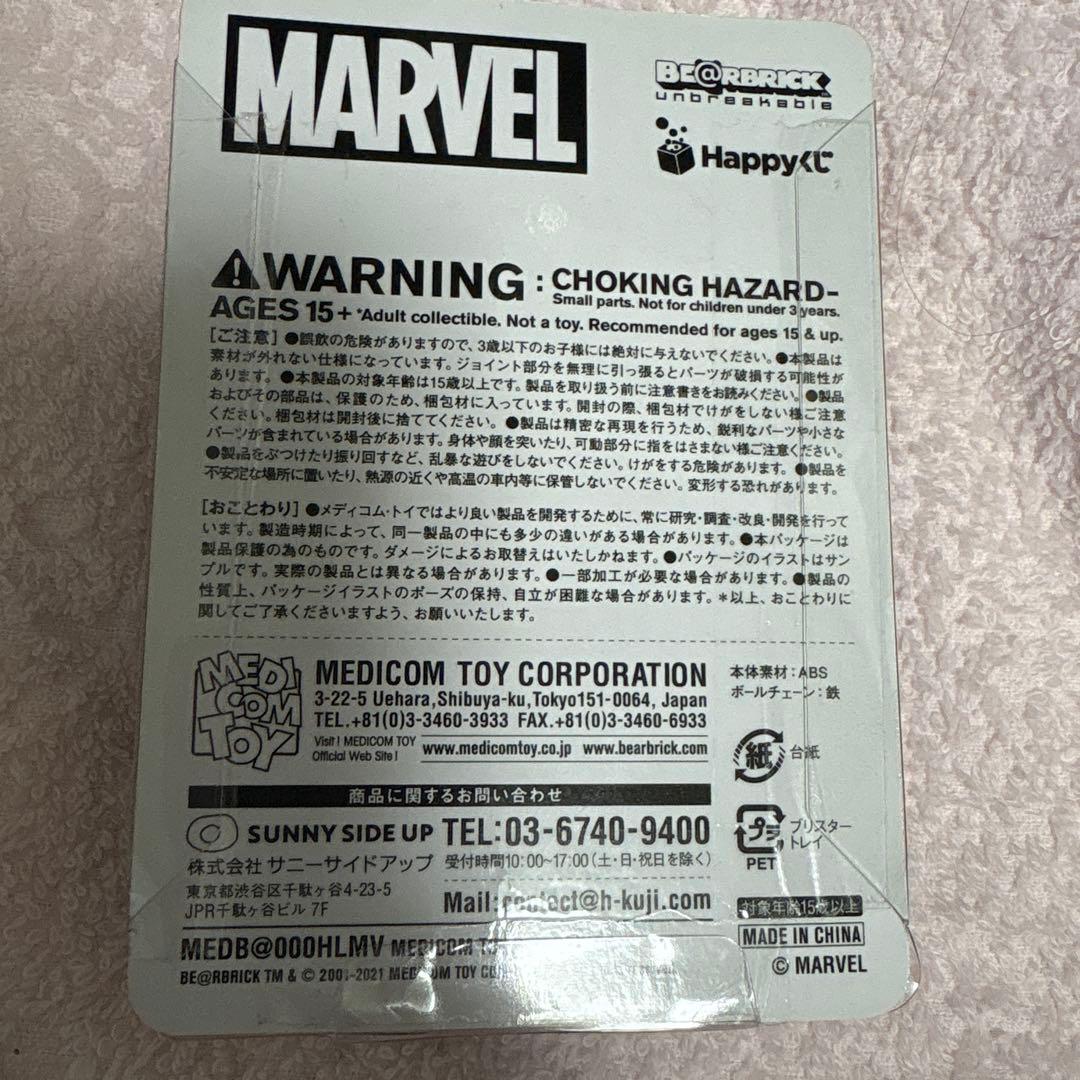 MARVEL
BE@RBRICK
unbreakable
Happyくじ
WARNING : CHOKING HAZARD-
Small parts. Not for children under 3 years.
AGES 15+ *Adult collectible. Not a toy. Recommended for ages 15 & up.
[ご注意] ●誤飲の危険がありますので、3歳以下のお子様には絶対に与えないでください。●本製品は
素材が外れない仕様になっています。ジョイント部分を無理に引っ張るとパーツが破損する可能性が
あります。 ●本製品の対象年齢は15歳以上です。製品を取り扱う前に注意書きをお読みください。●製品
およびその部品は、保護のため、梱包材に入っています。開封の際、梱包材でけがをしない様ご注意
ください。梱包材は開封後に捨ててください。 ●製品は精密な再現を行うため、鋭利なパーツや小さな
パーツが含まれている場合があります。身体や顔を突いたり、可動部分に指をはさまない様ご注意ください。
●製品をぶつけたり振り回すなど、乱暴な遊びをしないでください。けがをする危険があります。 ●製品を
不安定な場所に置いたり、熱源の近くや高温の車内等に保管しないでください。変形する恐れがあります。
[おことわり] ●メディコム・トイではより良い製品を開発するために、常に研究・調査・改良・開発を行って
います。製造時期によって、同一製品の中にも多少の違いがある場合があります。●本パッケージは
製品保護の為のものです。ダメージによるお取替えはいたしかねます。●パッケージのイラストはサン
プルです。実際の製品とは異なる場合があります。●一部加工が必要な場合があります。●製品の
性質上、パッケージイラストのポーズの保持、自立が困難な場合があります。＊以上、おことわりに
関してご了承くださいますよう、お願いいたします。
MEDI
COM
TOY
MEDICOM TOY CORPORATION
3-22-5 Uehara,Shibuya-ku,Tokyo151-0064, Japan
TEL.+81(0)3-3460-3933 FAX.+81(0)3-3460-6933
Visit! MEDICOM TOY
Official Web Site!
www.medicomtoy.co.jp www.bearbrick.com
本体素材:ABS
ボールチェーン:鉄
紙 台紙
商品に関するお問い合わせ
SUNNY SIDE UP TEL:03-6740-9400
株式会社 サニーサイドアップ 受付時間10:00~17:00(土・日・祝日を除く)
東京都渋谷区千駄ヶ谷4-23-5
JPR千駄ヶ谷ビル 7F
Mail:contact@h-kuji.com
プラ
PET
ブリスター
トレイ
対象年齢15歳以上
MADE IN CHINA
© MARVEL
MEDB@000HLMV MEDICOM
BE@RBRICK TM & © 2001-2021 MEDICOM TOY